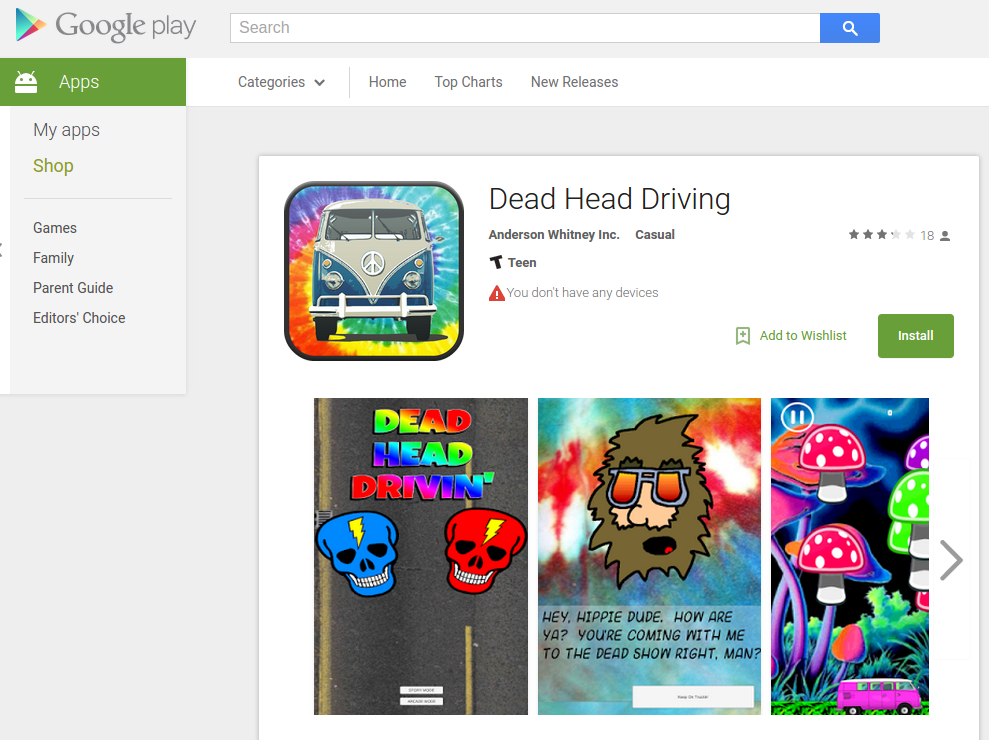 Google play
Search
Apps
Categories
Home
Top Charts
New Releases
My apps
Shop
Games
Family
Parent Guide
Editors' Choice
Dead Head Driving
Anderson Whitney Inc.
Casual
18
T Teen
You don't have any devices
Add to Wishlist
Install
DEAD
HEAD
DRIVIN'
STORY MODE
ARCADE MODE
HEY, HIPPIE DUDE. HOW ARE
YA? YOU'RE COMING WITH ME
TO THE DEAD SHOW RIGHT, MAN?
Keep On Truckin'
0